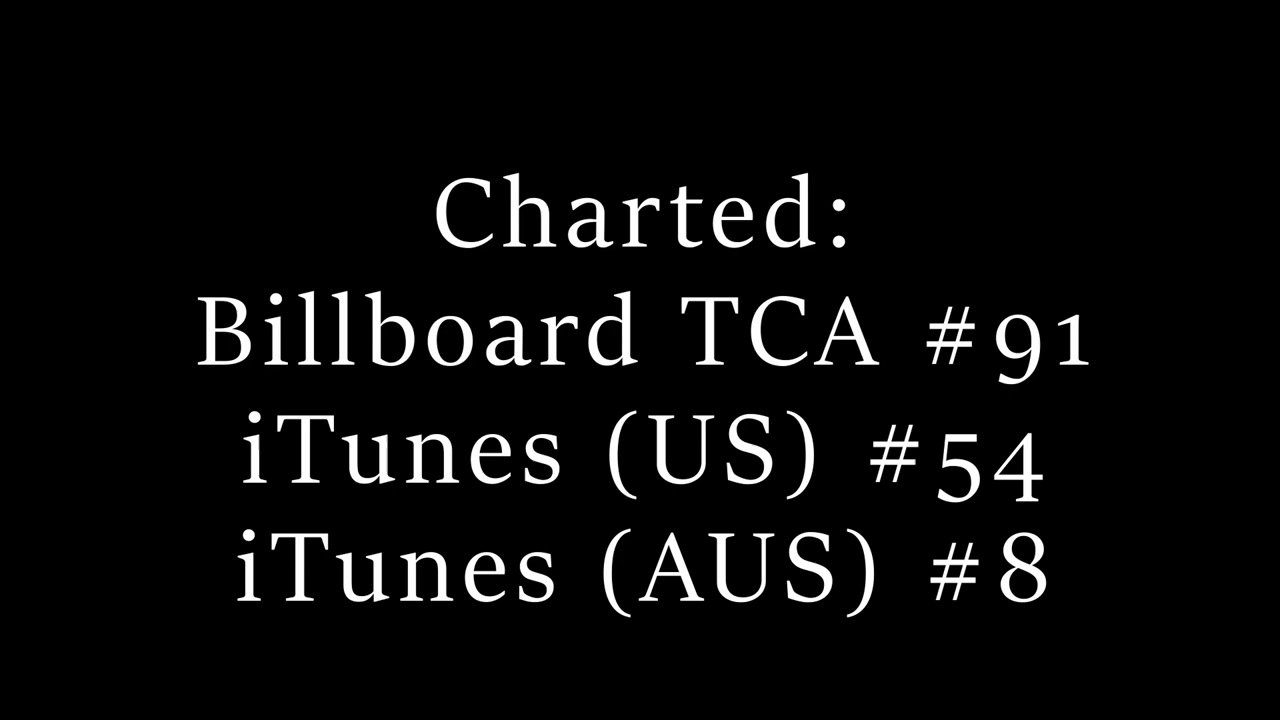 Charted:
Billboard TCA #91
iTunes (US) #54
iTunes (AUS) #8